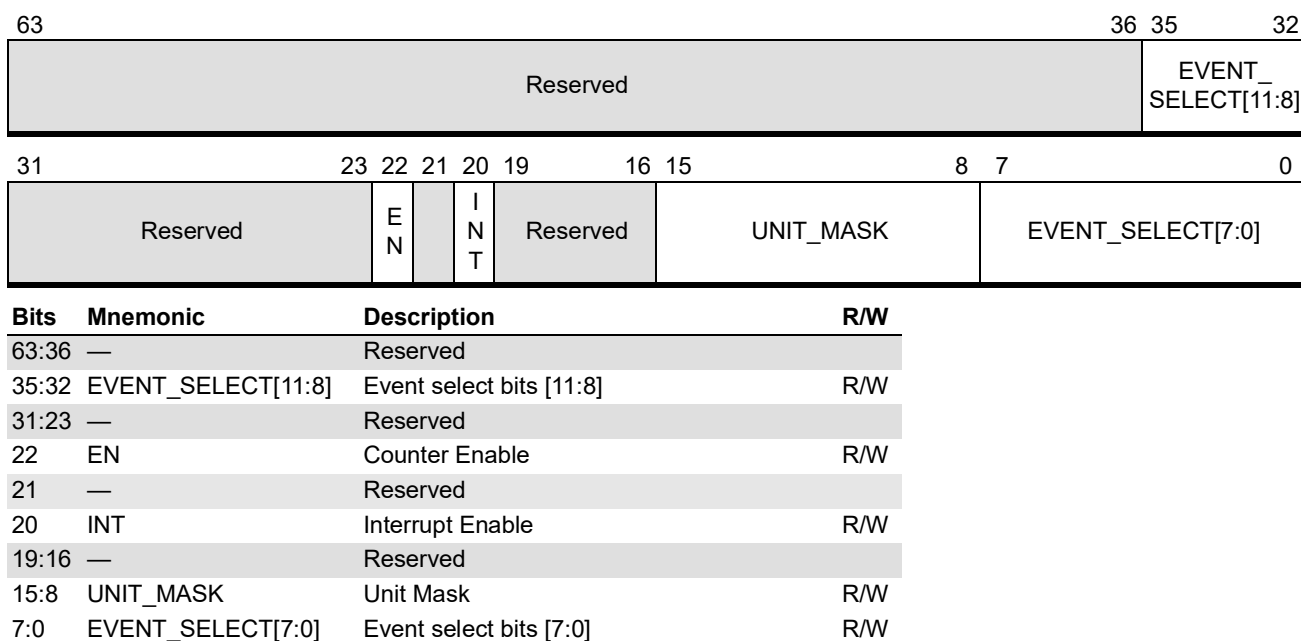 63 36 35 32
Reserved EVENT_
SELECT[11:8]
31 23 22 21 20 19 16 15 8 7 0
Reserved E
N I
N
T Reserved UNIT_MASK EVENT_SELECT[7:0]
Bits Mnemonic Description R/W
63:36 — Reserved
35:32 EVENT_SELECT[11:8] Event select bits [11:8] R/W
31:23 — Reserved
22 EN Counter Enable R/W
21 — Reserved
20 INT Interrupt Enable R/W
19:16 — Reserved
15:8 UNIT_MASK Unit Mask R/W
7:0 EVENT_SELECT[7:0] Event select bits [7:0] R/W